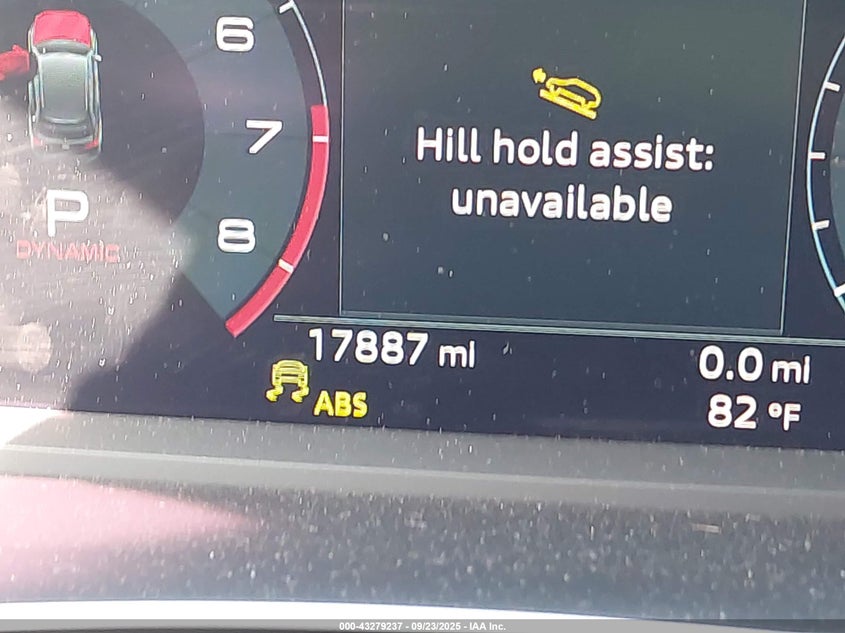 6
7
8
P
DYNAMIC
Hill hold assist:
unavailable
17887 mi
0.0 mi
ABS
82 °F
000-43279237 - 09/23/2025 - IAA Inc.